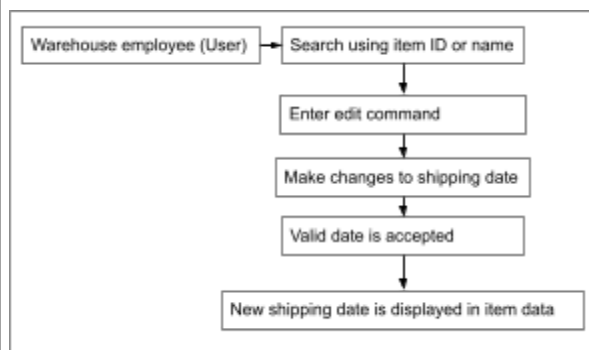 Warehouse employee (User)
Search using item ID or name
Enter edit command
Make changes to shipping date
Valid date is accepted
New shipping date is displayed in item data